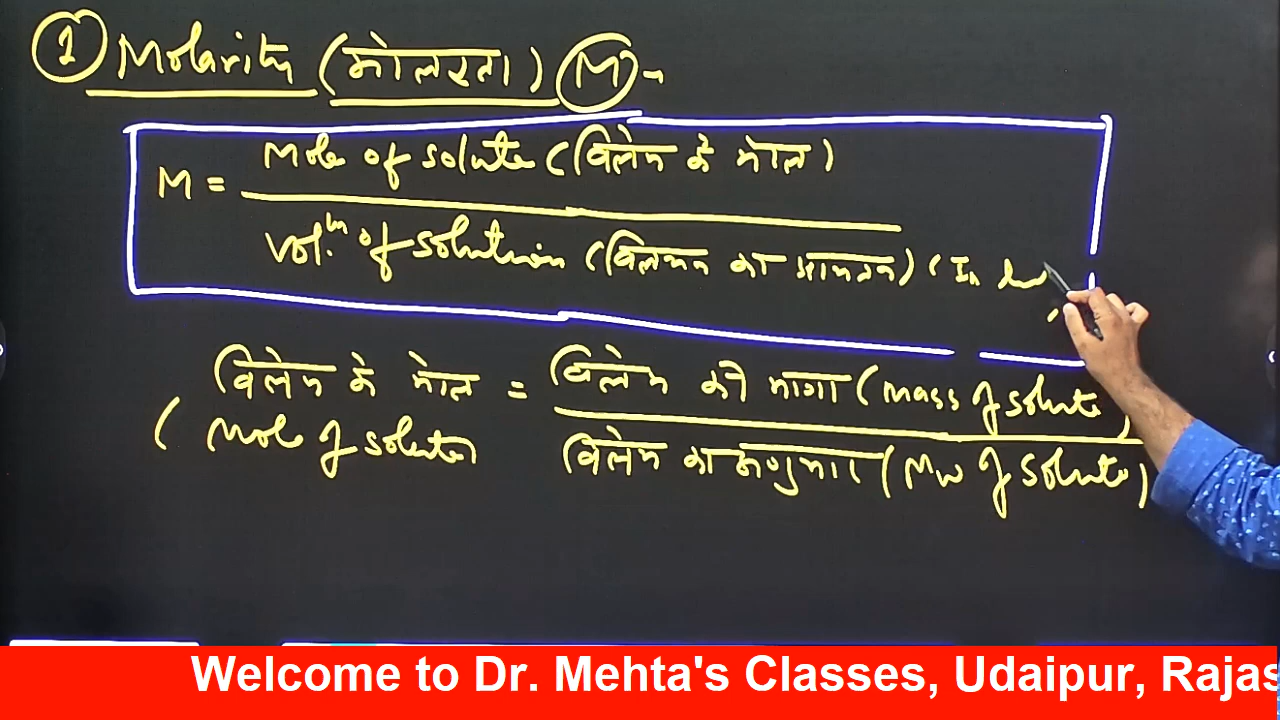 1 Molarity (मोलरता) M -
M = Mole of solute (विलेय के मोल)
Volm. of solution (विलयन का आयतन) (In
विलेय के मोल = विलेय की मात्रा (mass of solute)
(Mole of solute) विलेय का अणुभार (Mw of solute)
Welcome to Dr. Mehta's Classes, Udaipur, Rajas